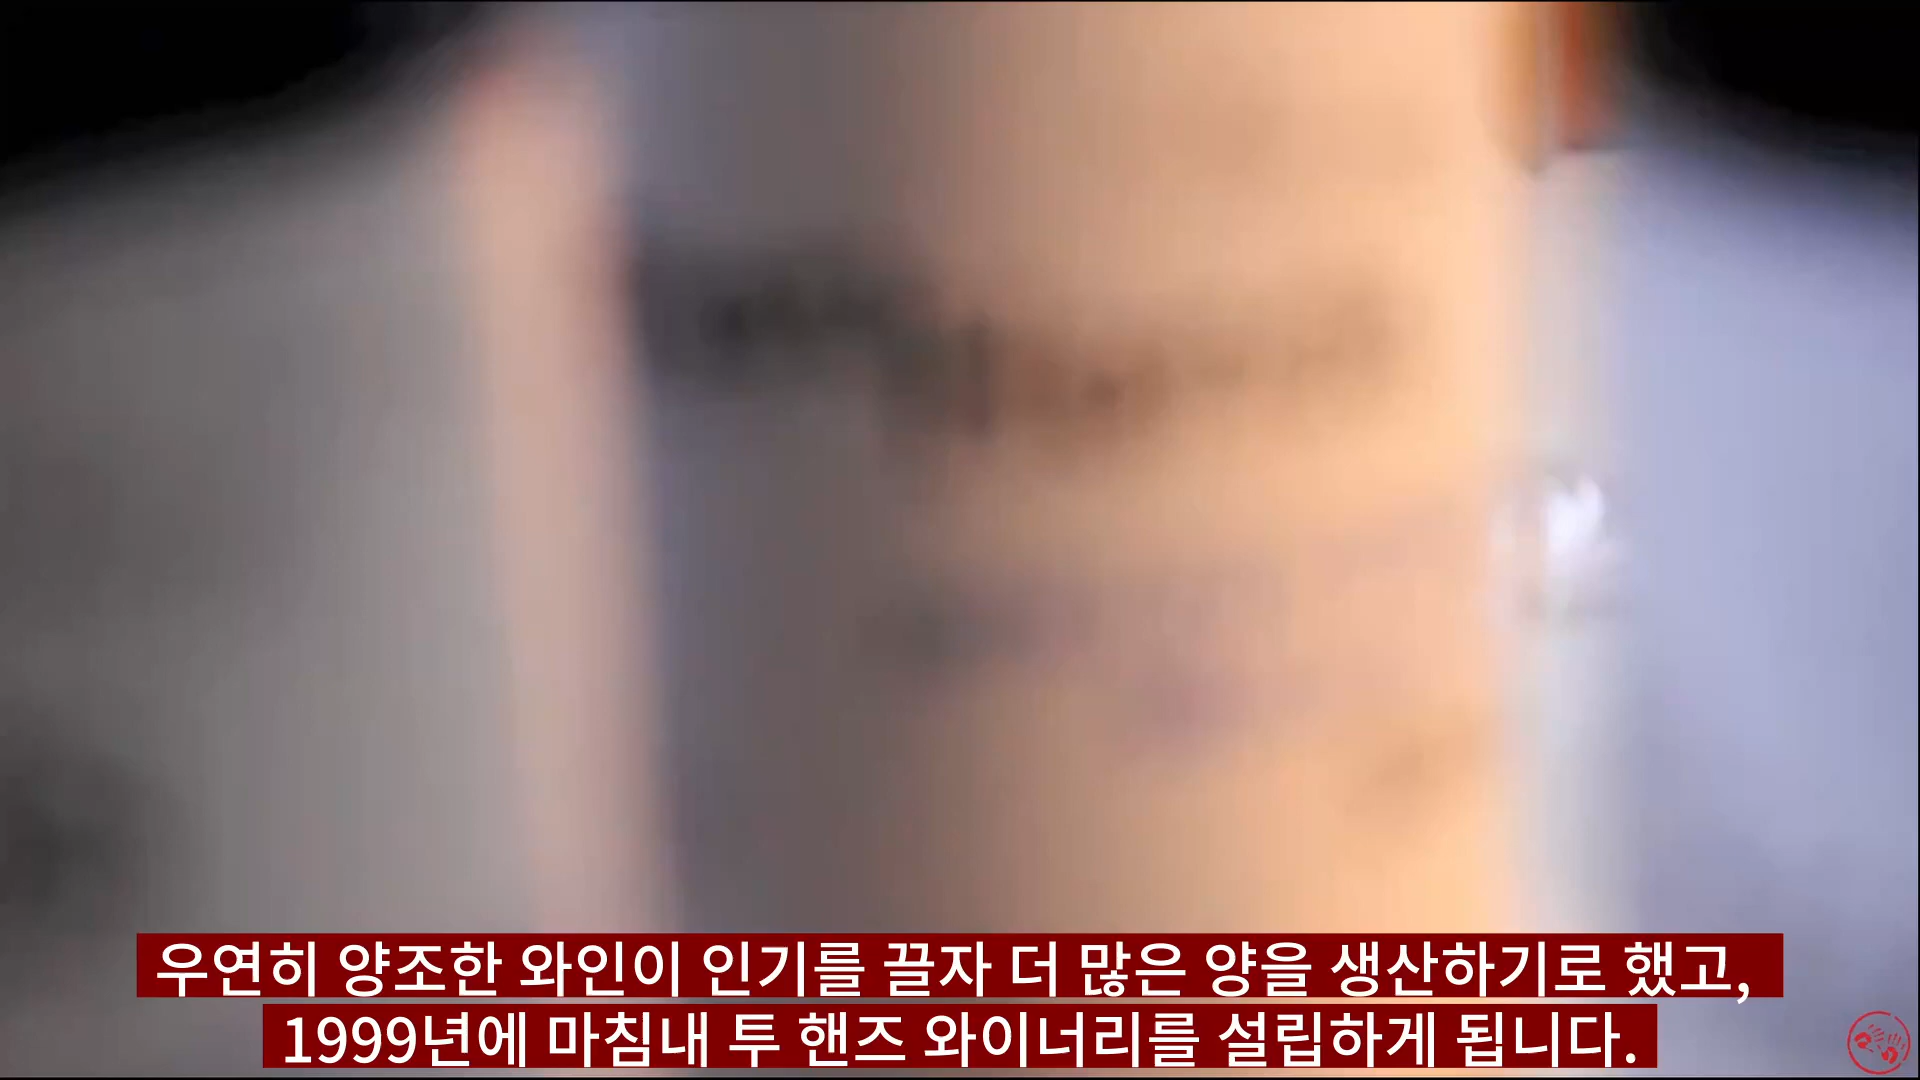 우연히 양조한 와인이 인기를 끌자 더 많은 양을 생산하기로 했고,
1999년에 마침내 투 핸즈 와이너리를 설립하게 됩니다.